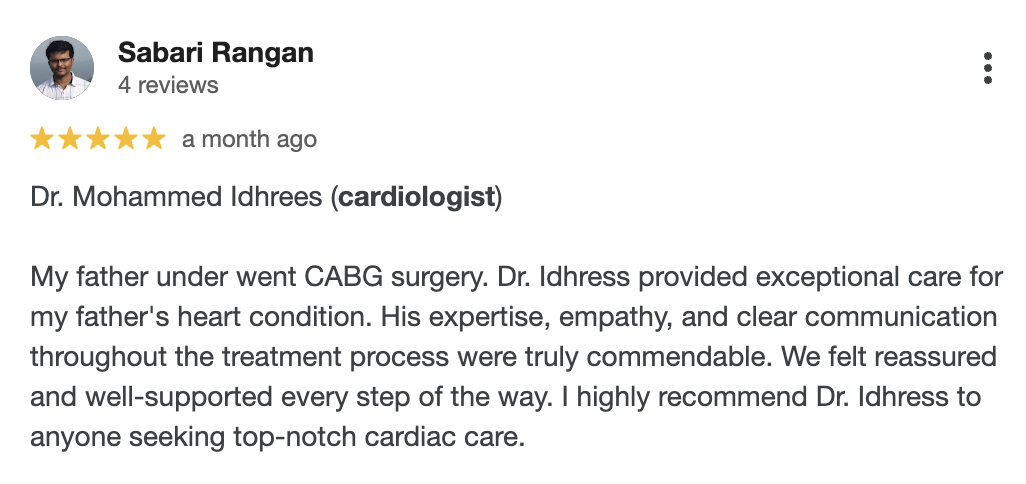 Sabari Rangan
4 reviews
a month ago
Dr. Mohammed Idhrees (cardiologist)
My father under went CABG surgery. Dr. Idhress provided exceptional care for
my father's heart condition. His expertise, empathy, and clear communication
throughout the treatment process were truly commendable. We felt reassured
and well-supported every step of the way. I highly recommend Dr. Idhress to
anyone seeking top-notch cardiac care.